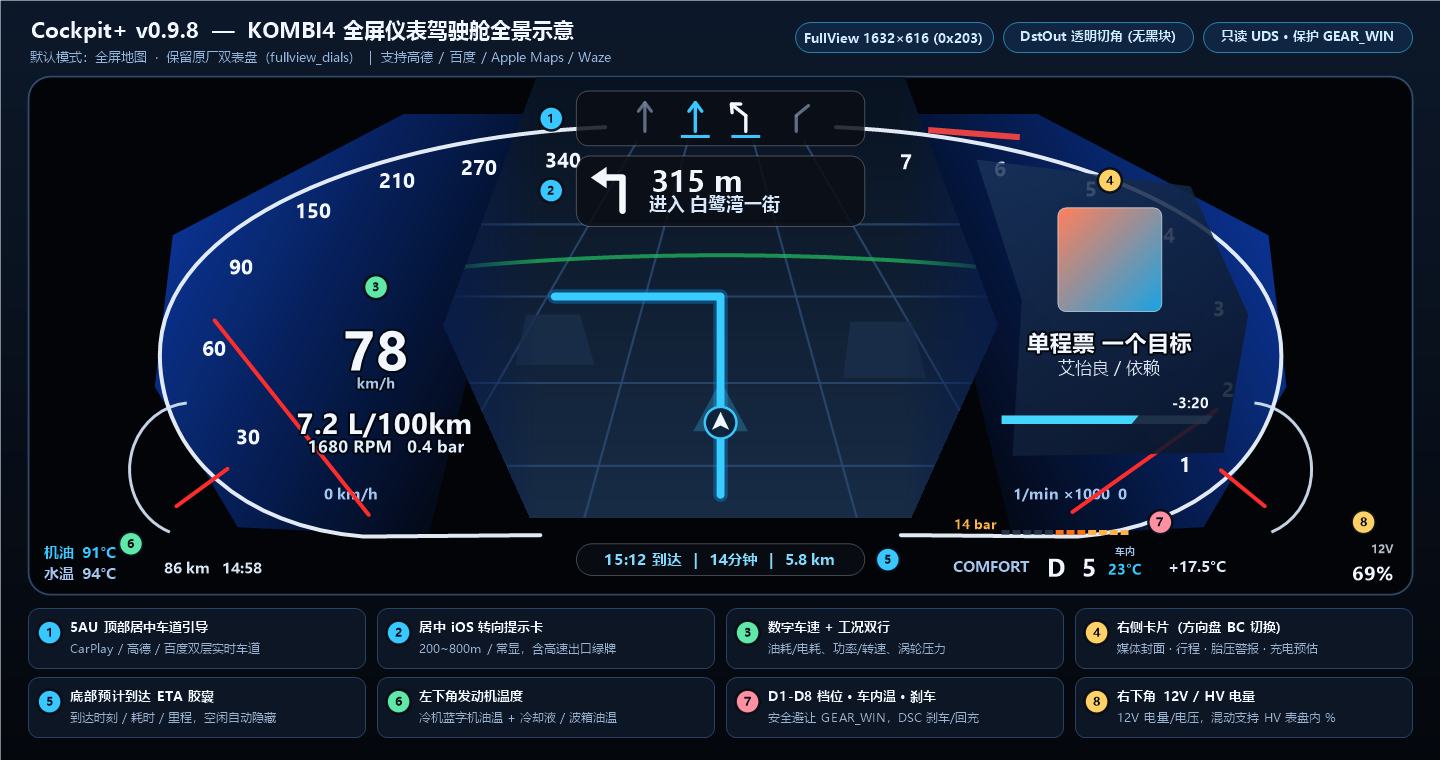 Cockpit+ v0.9.8 — KOMBI4 全屏仪表驾驶舱全景示意
默认模式：全屏地图 · 保留原厂双表盘 (fullview_dials) | 支持高德 / 百度 / Apple Maps / Waze
FullView 1632×616 (0x203)
DstOut 透明切角 (无黑块)
只读 UDS • 保护 GEAR_WIN
1
2
315 m
进入 白鹭湾一街
340
270
210
150
90
60
30
3
78
km/h
7.2 L/100km
1680 RPM 0.4 bar
0 km/h
7
6
5
4
3
2
1
4
单程票 一个目标
艾怡良 / 依赖
-3:20
1/min ×1000 0
14 bar
7
8
6
机油 91°C
水温 94°C
86 km 14:58
15:12 到达 | 14分钟 | 5.8 km
5
COMFORT D 5
车内
23°C
+17.5°C
12V
69%
1 5AU 顶部居中车道引导
CarPlay / 高德 / 百度双层实时车道
2 居中 iOS 转向提示卡
200~800m / 常显，含高速出口绿牌
3 数字车速 + 工况双行
油耗/电耗、功率/转速、涡轮压力
4 右侧卡片 (方向盘 BC 切换)
媒体封面 · 行程 · 胎压警报 · 充电预估
5 底部预计到达 ETA 胶囊
到达时刻 / 耗时 / 里程，空闲自动隐藏
6 左下角发动机温度
冷机蓝字机油温 + 冷却液 / 波箱油温
7 D1-D8 档位 • 车内温 • 刹车
安全避让 GEAR_WIN，DSC 刹车/回充
8 右下角 12V / HV 电量
12V 电量/电压，混动支持 HV 表盘内 %